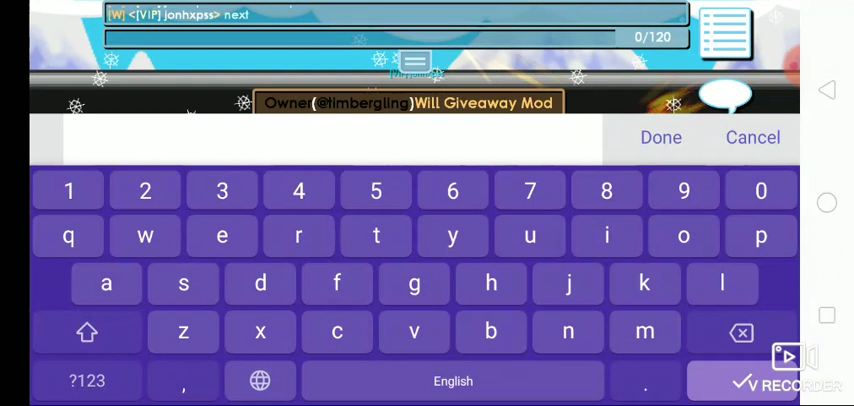 [W] <[VIP] jonhxpss> next
0/120
Owner(@timbergling)Will Giveaway Mod
Done Cancel
1 2 3 4 5 6 7 8 9 0
q w e r t y u i o p
a s d f g h j k l
z x c v b n m
?123 , English .
V RECORDER